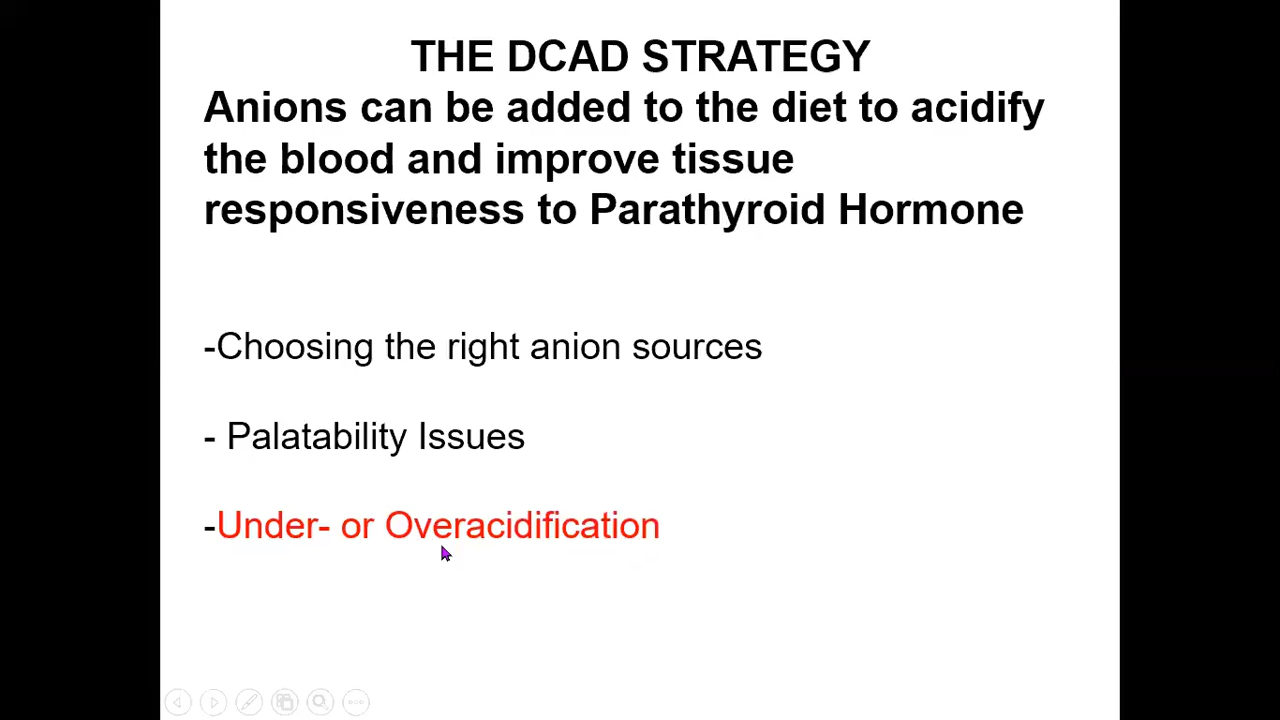 THE DCAD STRATEGY
Anions can be added to the diet to acidify
the blood and improve tissue
responsiveness to Parathyroid Hormone
-Choosing the right anion sources
- Palatability Issues
-Under- or Overacidification